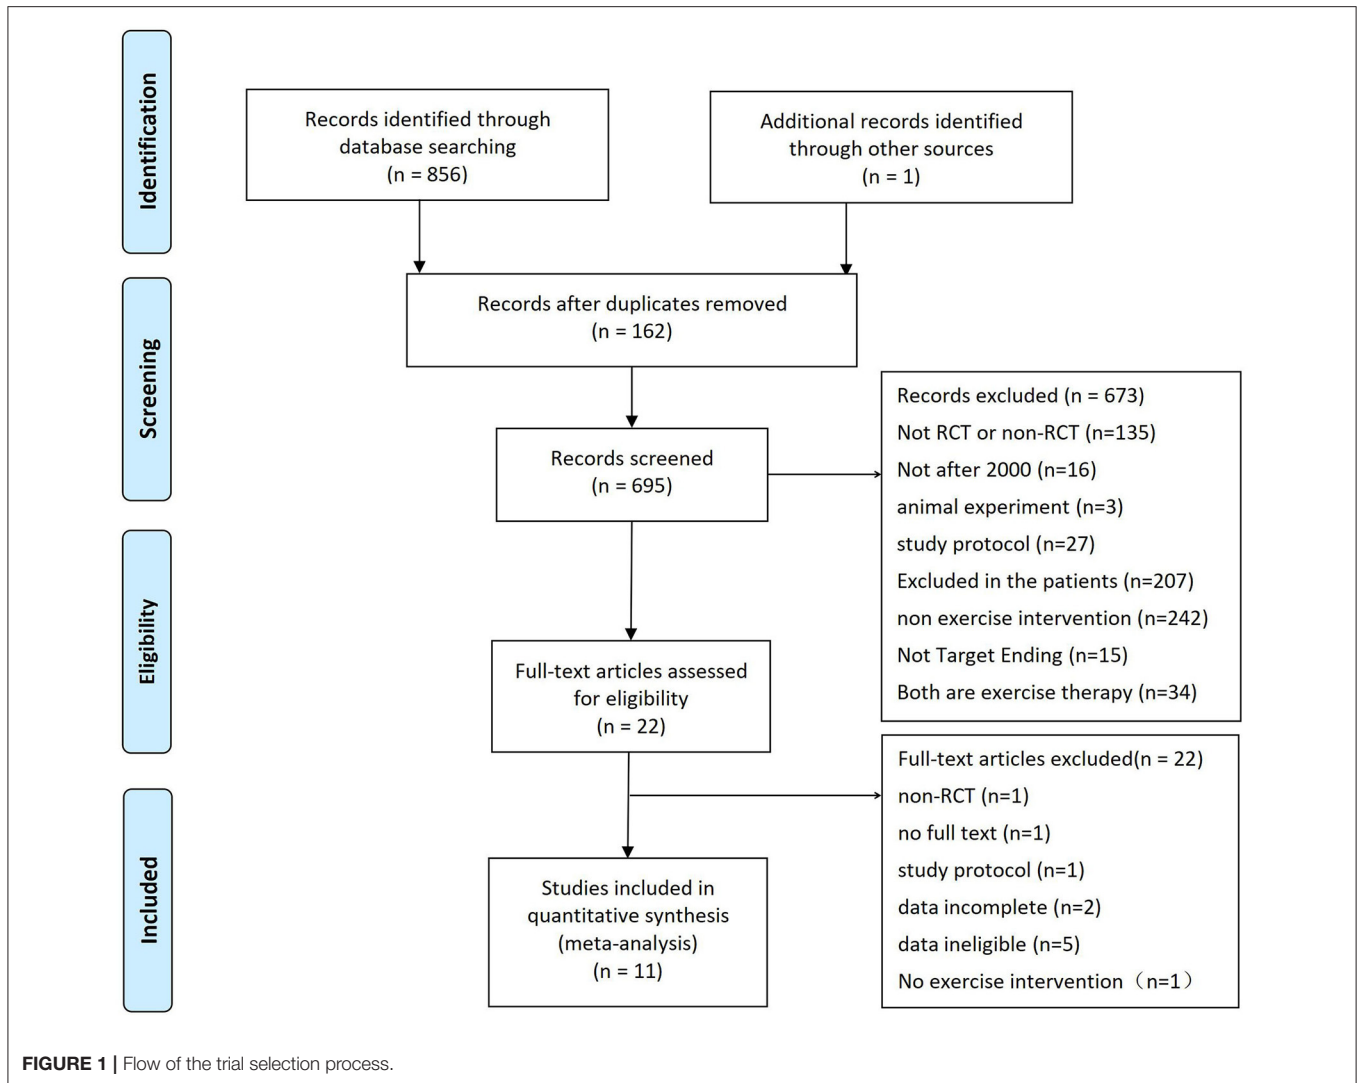 Identification
Records identified through
database searching
(n = 856)
Additional records identified
through other sources
(n = 1)
Screening
Records after duplicates removed
(n = 162)
Records screened
(n = 695)
Records excluded (n = 673)
Not RCT or non-RCT (n=135)
Not after 2000 (n=16)
animal experiment (n=3)
study protocol (n=27)
Excluded in the patients (n=207)
non exercise intervention (n=242)
Not Target Ending (n=15)
Both are exercise therapy (n=34)
Eligibility
Full-text articles assessed
for eligibility
(n = 22)
Full-text articles excluded(n = 22)
non-RCT (n=1)
no full text (n=1)
study protocol (n=1)
data incomplete (n=2)
data ineligible (n=5)
No exercise intervention（n=1）
Included
Studies included in
quantitative synthesis
(meta-analysis)
(n = 11)
FIGURE 1 | Flow of the trial selection process.